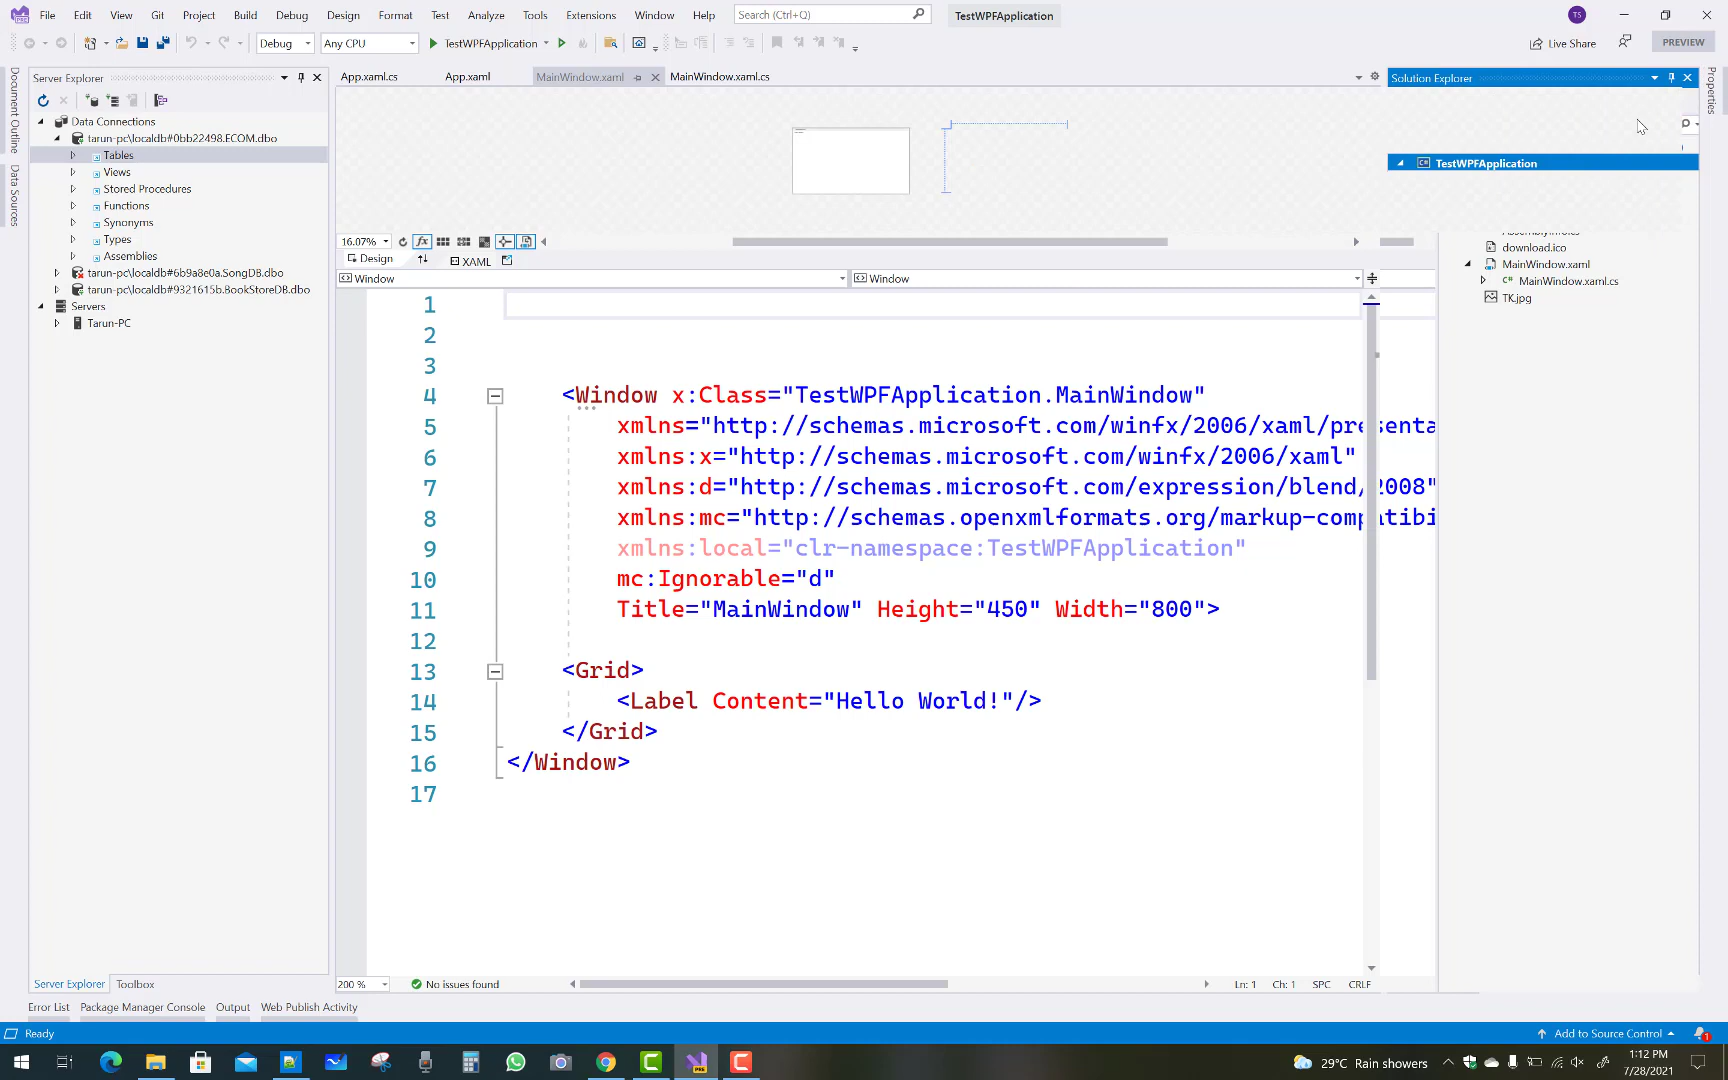 File Edit View Git Project Build Debug Design Format Test Analyze Tools Extensions Window Help Search (Ctrl+Q) TestWPFApplication TS
Debug Any CPU TestWPFApplication Live Share PREVIEW
Document Outline
Data Sources
Server Explorer
Data Connections
tarun-pc\localdb#0bb22498.ECOM.dbo
Tables
Views
Stored Procedures
Functions
Synonyms
Types
Assemblies
tarun-pc\localdb#6b9a8e0a.SongDB.dbo
tarun-pc\localdb#9321615b.BookStoreDB.dbo
Servers
Tarun-PC
Server Explorer Toolbox
App.xaml.cs App.xaml MainWindow.xaml MainWindow.xaml.cs
16.07%
Design XAML
Window Window
1
2
3
4 <Window x:Class="TestWPFApplication.MainWindow"
5 xmlns="http://schemas.microsoft.com/winfx/2006/xaml/presenta
6 xmlns:x="http://schemas.microsoft.com/winfx/2006/xaml"
7 xmlns:d="http://schemas.microsoft.com/expression/blend/2008"
8 xmlns:mc="http://schemas.openxmlformats.org/markup-compatibi
9 xmlns:local="clr-namespace:TestWPFApplication"
10 mc:Ignorable="d"
11 Title="MainWindow" Height="450" Width="800">
12
13 <Grid>
14 <Label Content="Hello World!"/>
15 </Grid>
16 </Window>
17
200 % No issues found Ln: 1 Ch: 1 SPC CRLF
Solution Explorer
TestWPFApplication
download.ico
MainWindow.xaml
MainWindow.xaml.cs
TK.jpg
Properties
Error List Package Manager Console Output Web Publish Activity
Ready Add to Source Control 1
PRE 29°C Rain showers 1:12 PM
7/28/2021